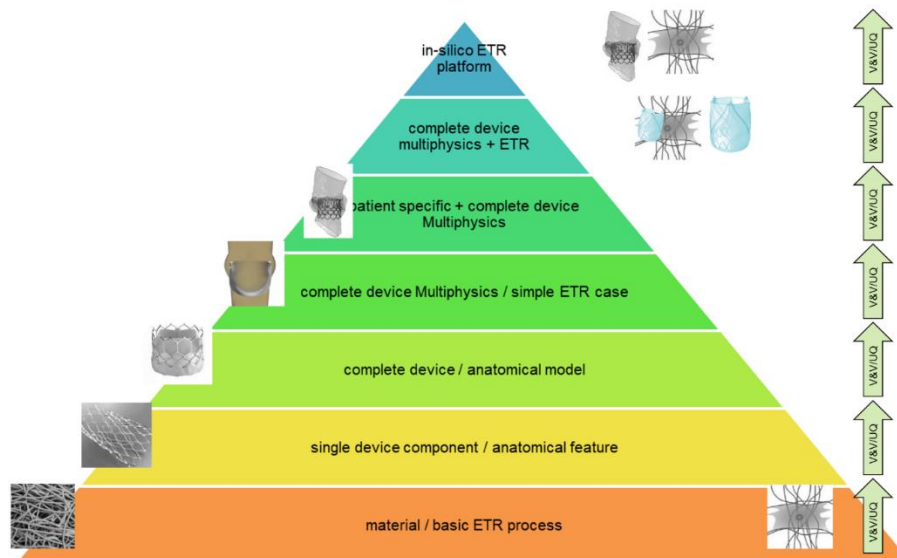 in-silico ETR
platform
V&V/UQ
complete device
multiphysics + ETR
V&V/UQ
patient specific + complete device
Multiphysics
V&V/UQ
complete device Multiphysics / simple ETR case
V&V/UQ
complete device / anatomical model
V&V/UQ
single device component / anatomical feature
V&V/UQ
material / basic ETR process
V&V/UQ